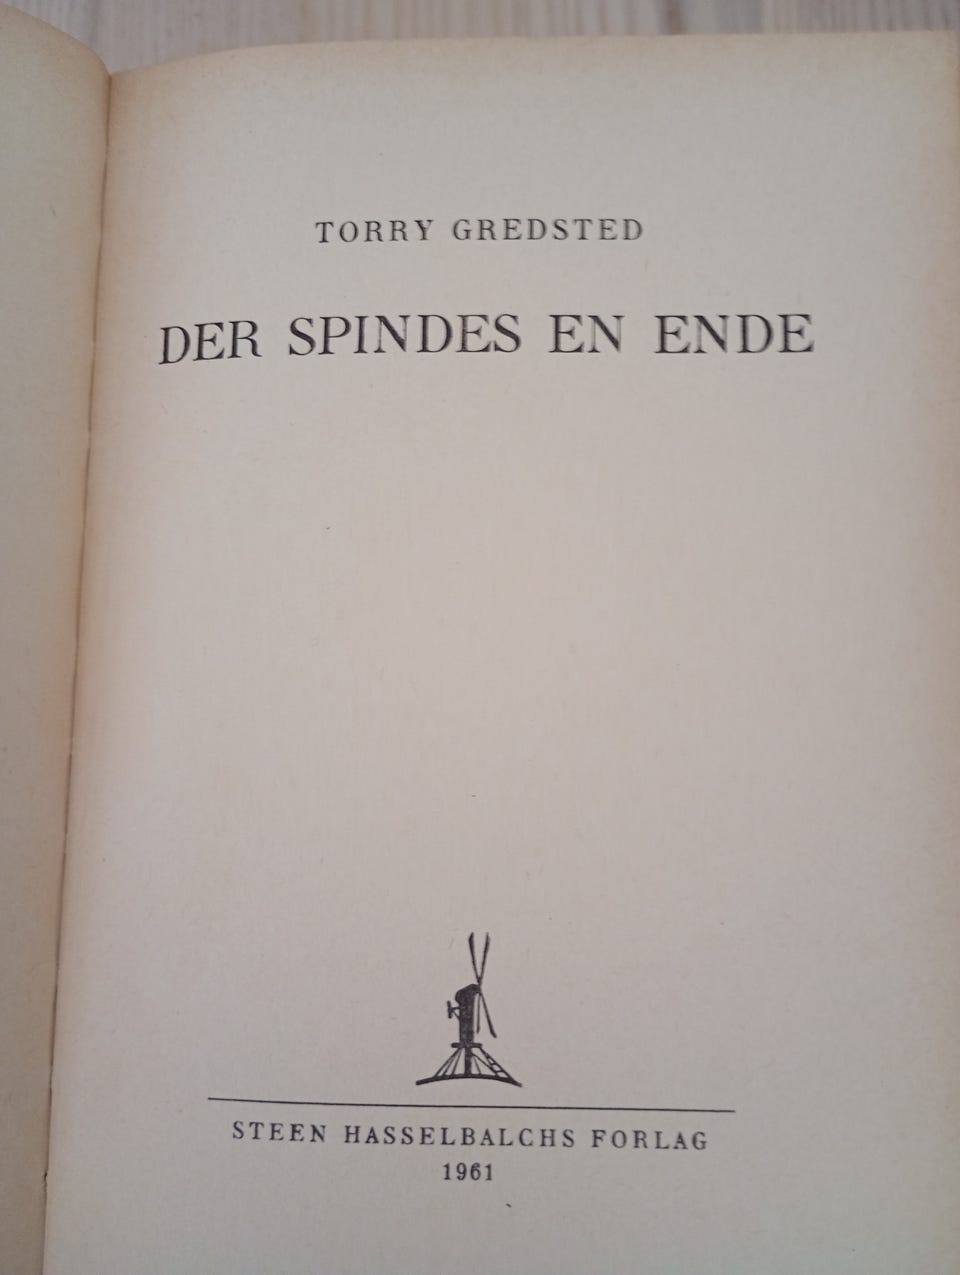 TORRY GREDSTED
DER SPINDES EN ENDE
STEEN HASSELBALCHS FORLAG
1961